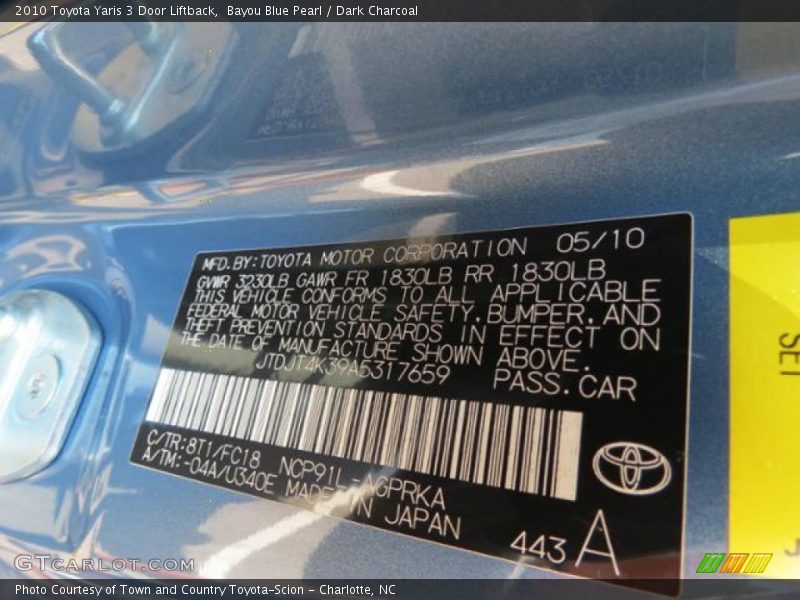 2010 Toyota Yaris 3 Door Liftback,  Bayou Blue Pearl / Dark Charcoal
MFD.BY:TOYOTA MOTOR CORPORATION 05/10
GVWR 3230LB GAWR FR 1830LB RR 1830LB
THIS VEHICLE CONFORMS TO ALL APPLICABLE
FEDERAL MOTOR VEHICLE SAFETY,BUMPER,AND
THEFT PREVENTION STANDARDS IN EFFECT ON
THE DATE OF MANUFACTURE SHOWN ABOVE.
JTDJT4K39A5317659 PASS.CAR
C/TR:8T1/FC18 NCP91L-AGPRKA
A/TM:-04A/U340E MADE IN JAPAN
443 A
SET
GTCARLOT.COM
Photo Courtesy of Town and Country Toyota-Scion - Charlotte, NC